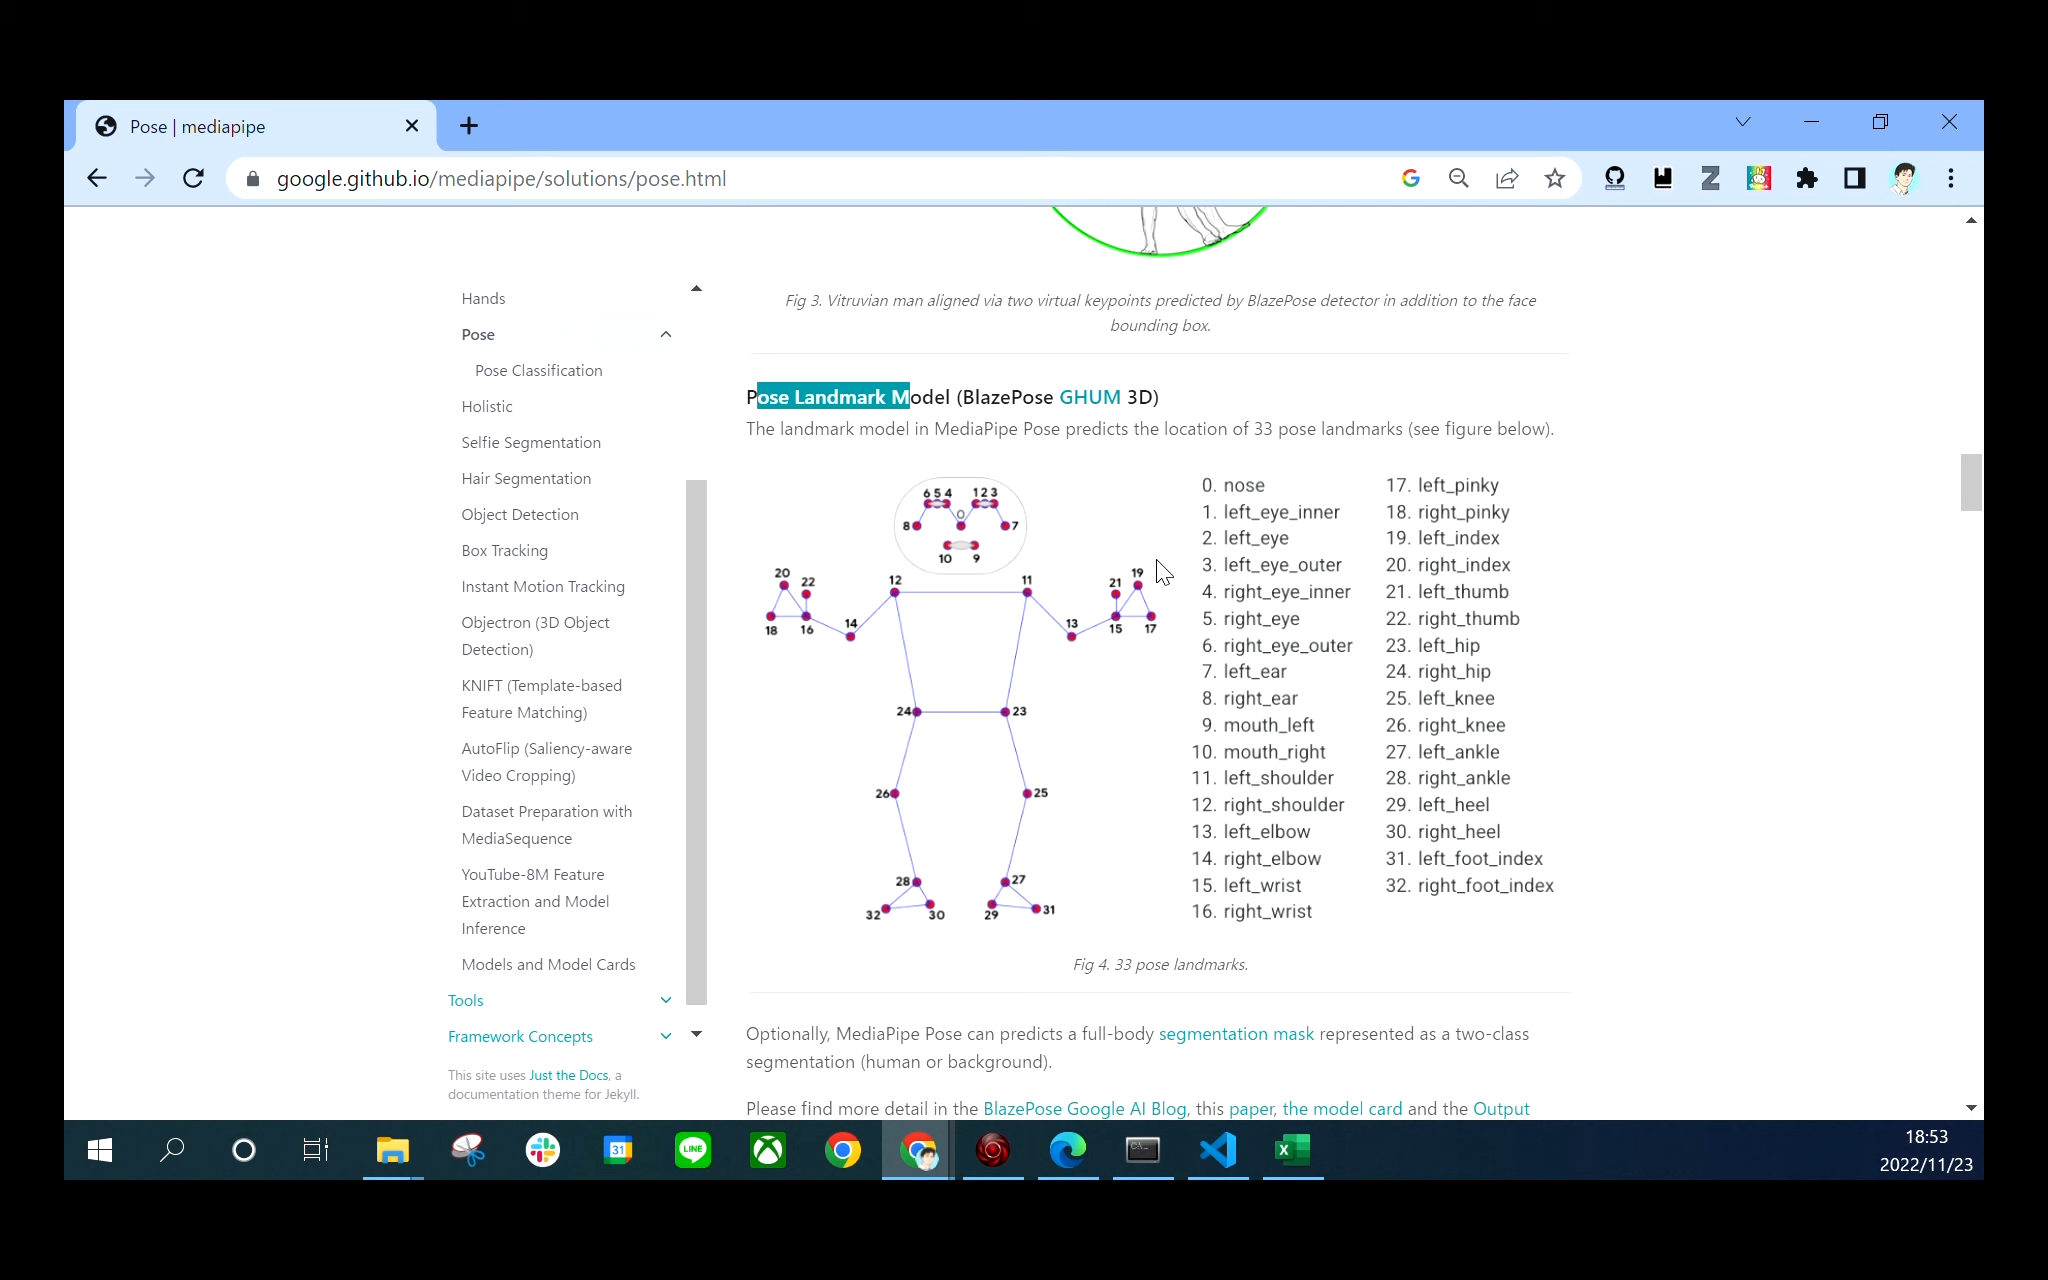 Pose | mediapipe
google.github.io/mediapipe/solutions/pose.html
Hands
Pose
Pose Classification
Holistic
Selfie Segmentation
Hair Segmentation
Object Detection
Box Tracking
Instant Motion Tracking
Objectron (3D Object
Detection)
KNIFT (Template-based
Feature Matching)
AutoFlip (Saliency-aware
Video Cropping)
Dataset Preparation with
MediaSequence
YouTube-8M Feature
Extraction and Model
Inference
Models and Model Cards
Tools
Framework Concepts
This site uses Just the Docs, a
documentation theme for Jekyll.
Fig 3. Vitruvian man aligned via two virtual keypoints predicted by BlazePose detector in addition to the face
bounding box.
Pose Landmark Model (BlazePose GHUM 3D)
The landmark model in MediaPipe Pose predicts the location of 33 pose landmarks (see figure below).
6 5 4 1 2 3
0
8 7
10 9
20 22 12 11 21 19
18 16 14 13 15 17
24 23
26 25
28 27
32 30 29 31
0. nose
1. left_eye_inner
2. left_eye
3. left_eye_outer
4. right_eye_inner
5. right_eye
6. right_eye_outer
7. left_ear
8. right_ear
9. mouth_left
10. mouth_right
11. left_shoulder
12. right_shoulder
13. left_elbow
14. right_elbow
15. left_wrist
16. right_wrist
17. left_pinky
18. right_pinky
19. left_index
20. right_index
21. left_thumb
22. right_thumb
23. left_hip
24. right_hip
25. left_knee
26. right_knee
27. left_ankle
28. right_ankle
29. left_heel
30. right_heel
31. left_foot_index
32. right_foot_index
Fig 4. 33 pose landmarks.
Optionally, MediaPipe Pose can predicts a full-body segmentation mask represented as a two-class
segmentation (human or background).
Please find more detail in the BlazePose Google AI Blog, this paper, the model card and the Output
31
LINE
18:53
2022/11/23